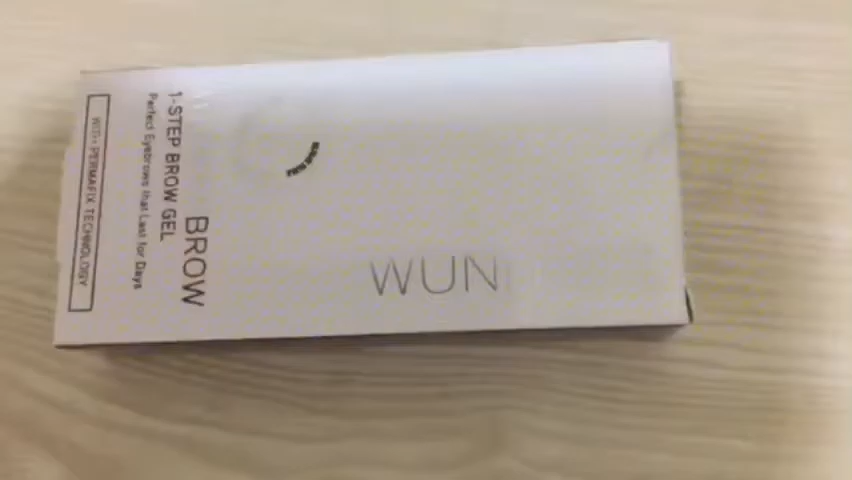 WUN
BROW
1-STEP BROW GEL
Perfect Eyebrows that Last for Days
WITH PERMAFIX TECHNOLOGY